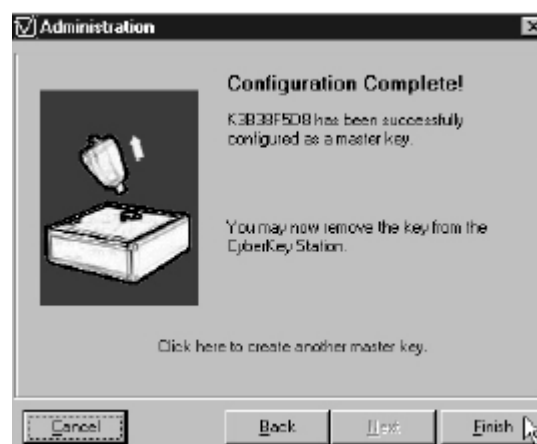 Administration
Configuration Complete!
K3B38F5D8 has been successfully
configured as a master key.
You may now remove the key from the
CyberKey Station.
Click here to create another master key.
Cancel
Back
Next
Finish